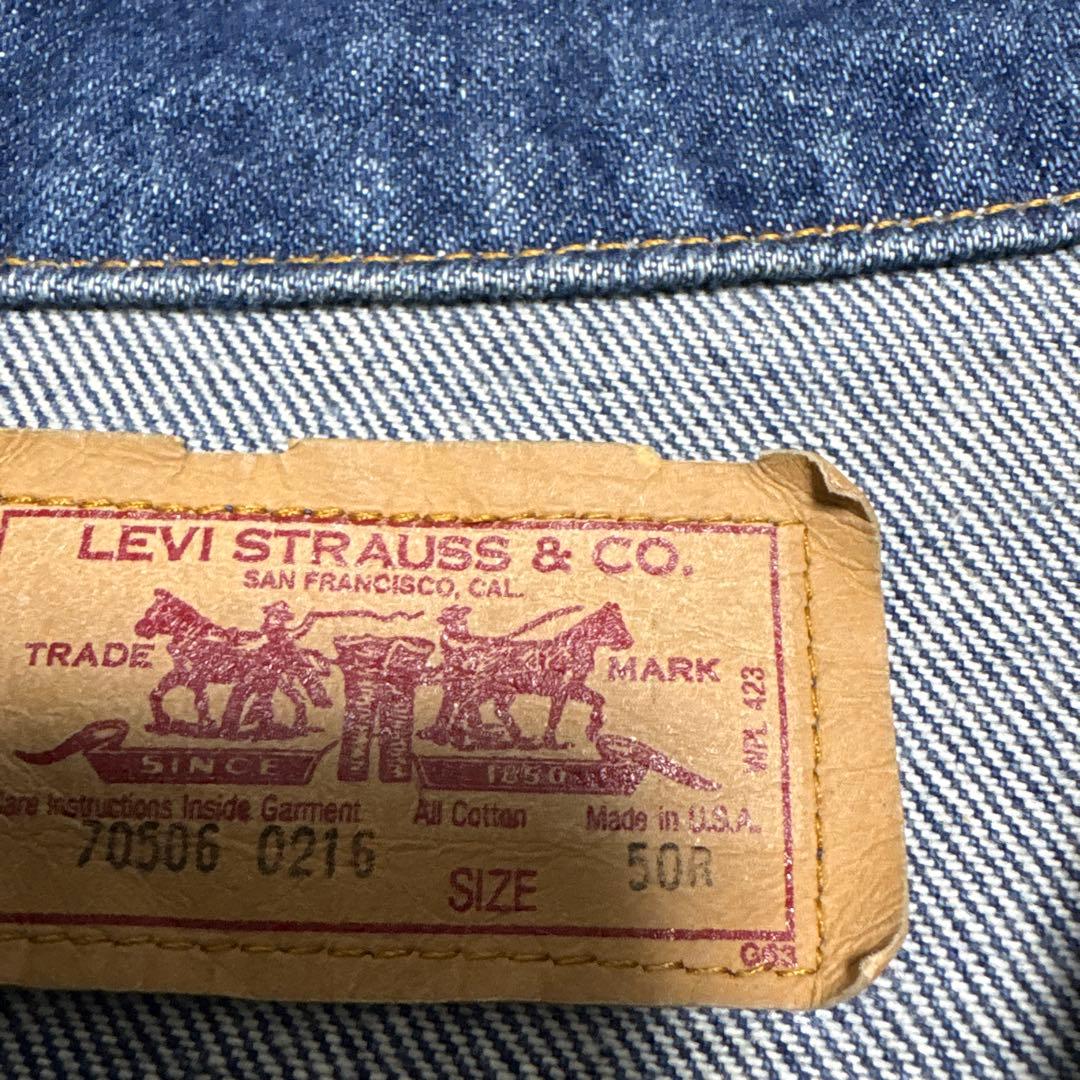 LEVI STRAUSS & CO.
SAN FRANCISCO, CAL.
TRADE MARK
WPL 423
SINCE 1850
Care Instructions Inside Garment All Cotton Made in U.S.A.
70506 0216 SIZE 50R